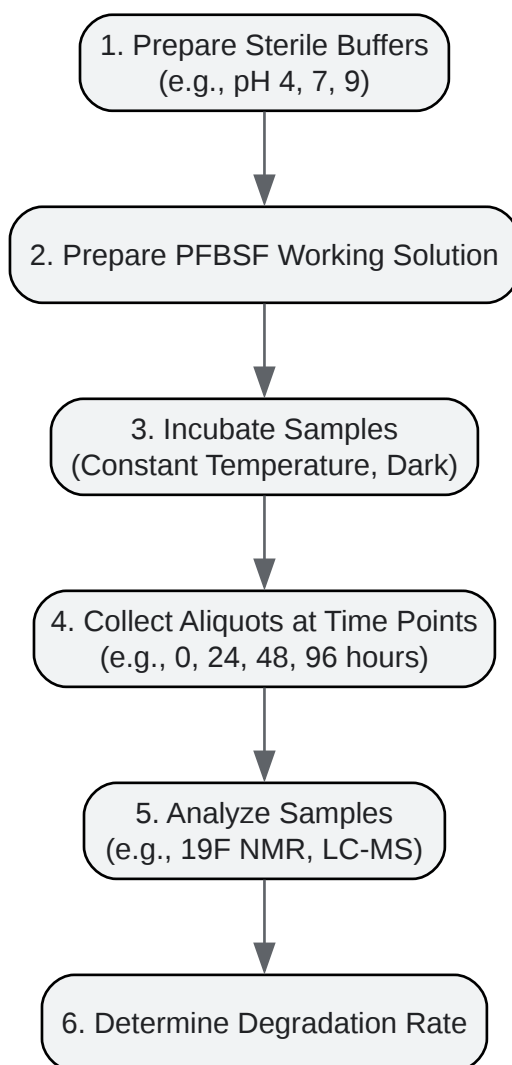 1. Prepare Sterile Buffers
(e.g., pH 4, 7, 9)
2. Prepare PFBSF Working Solution
3. Incubate Samples
(Constant Temperature, Dark)
4. Collect Aliquots at Time Points
(e.g., 0, 24, 48, 96 hours)
5. Analyze Samples
(e.g., 19F NMR, LC-MS)
6. Determine Degradation Rate